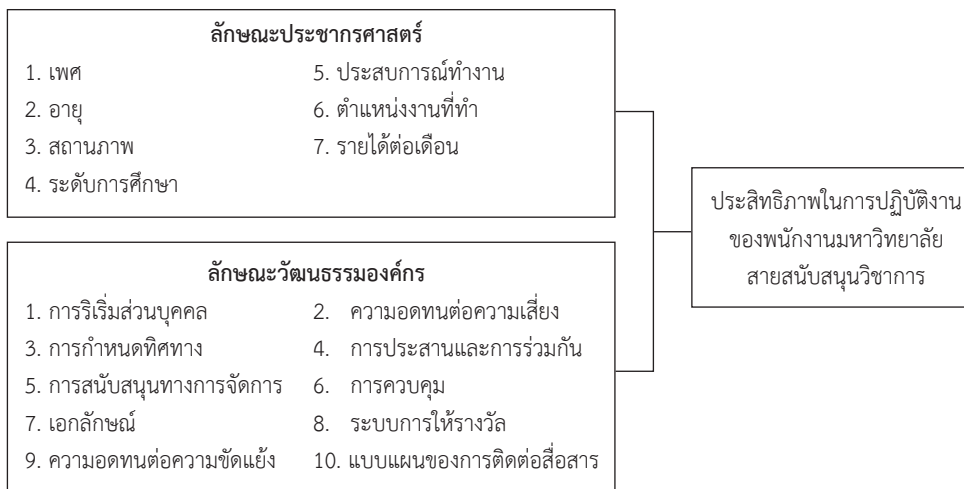 ลักษณะประชากรศาสตร์
1. เพศ 5. ประสบการณ์ทำงาน
2. อายุ 6. ตำแหน่งงานที่ทำ
3. สถานภาพ 7. รายได้ต่อเดือน
4. ระดับการศึกษา
ประสิทธิภาพในการปฏิบัติงาน
ของพนักงานมหาวิทยาลัย
สายสนับสนุนวิชาการ
ลักษณะวัฒนธรรมองค์กร
1. การริเริ่มส่วนบุคคล 2. ความอดทนต่อความเสี่ยง
3. การกำหนดทิศทาง 4. การประสานและการร่วมกัน
5. การสนับสนุนทางการจัดการ 6. การควบคุม
7. เอกลักษณ์ 8. ระบบการให้รางวัล
9. ความอดทนต่อความขัดแย้ง 10. แบบแผนของการติดต่อสื่อสาร